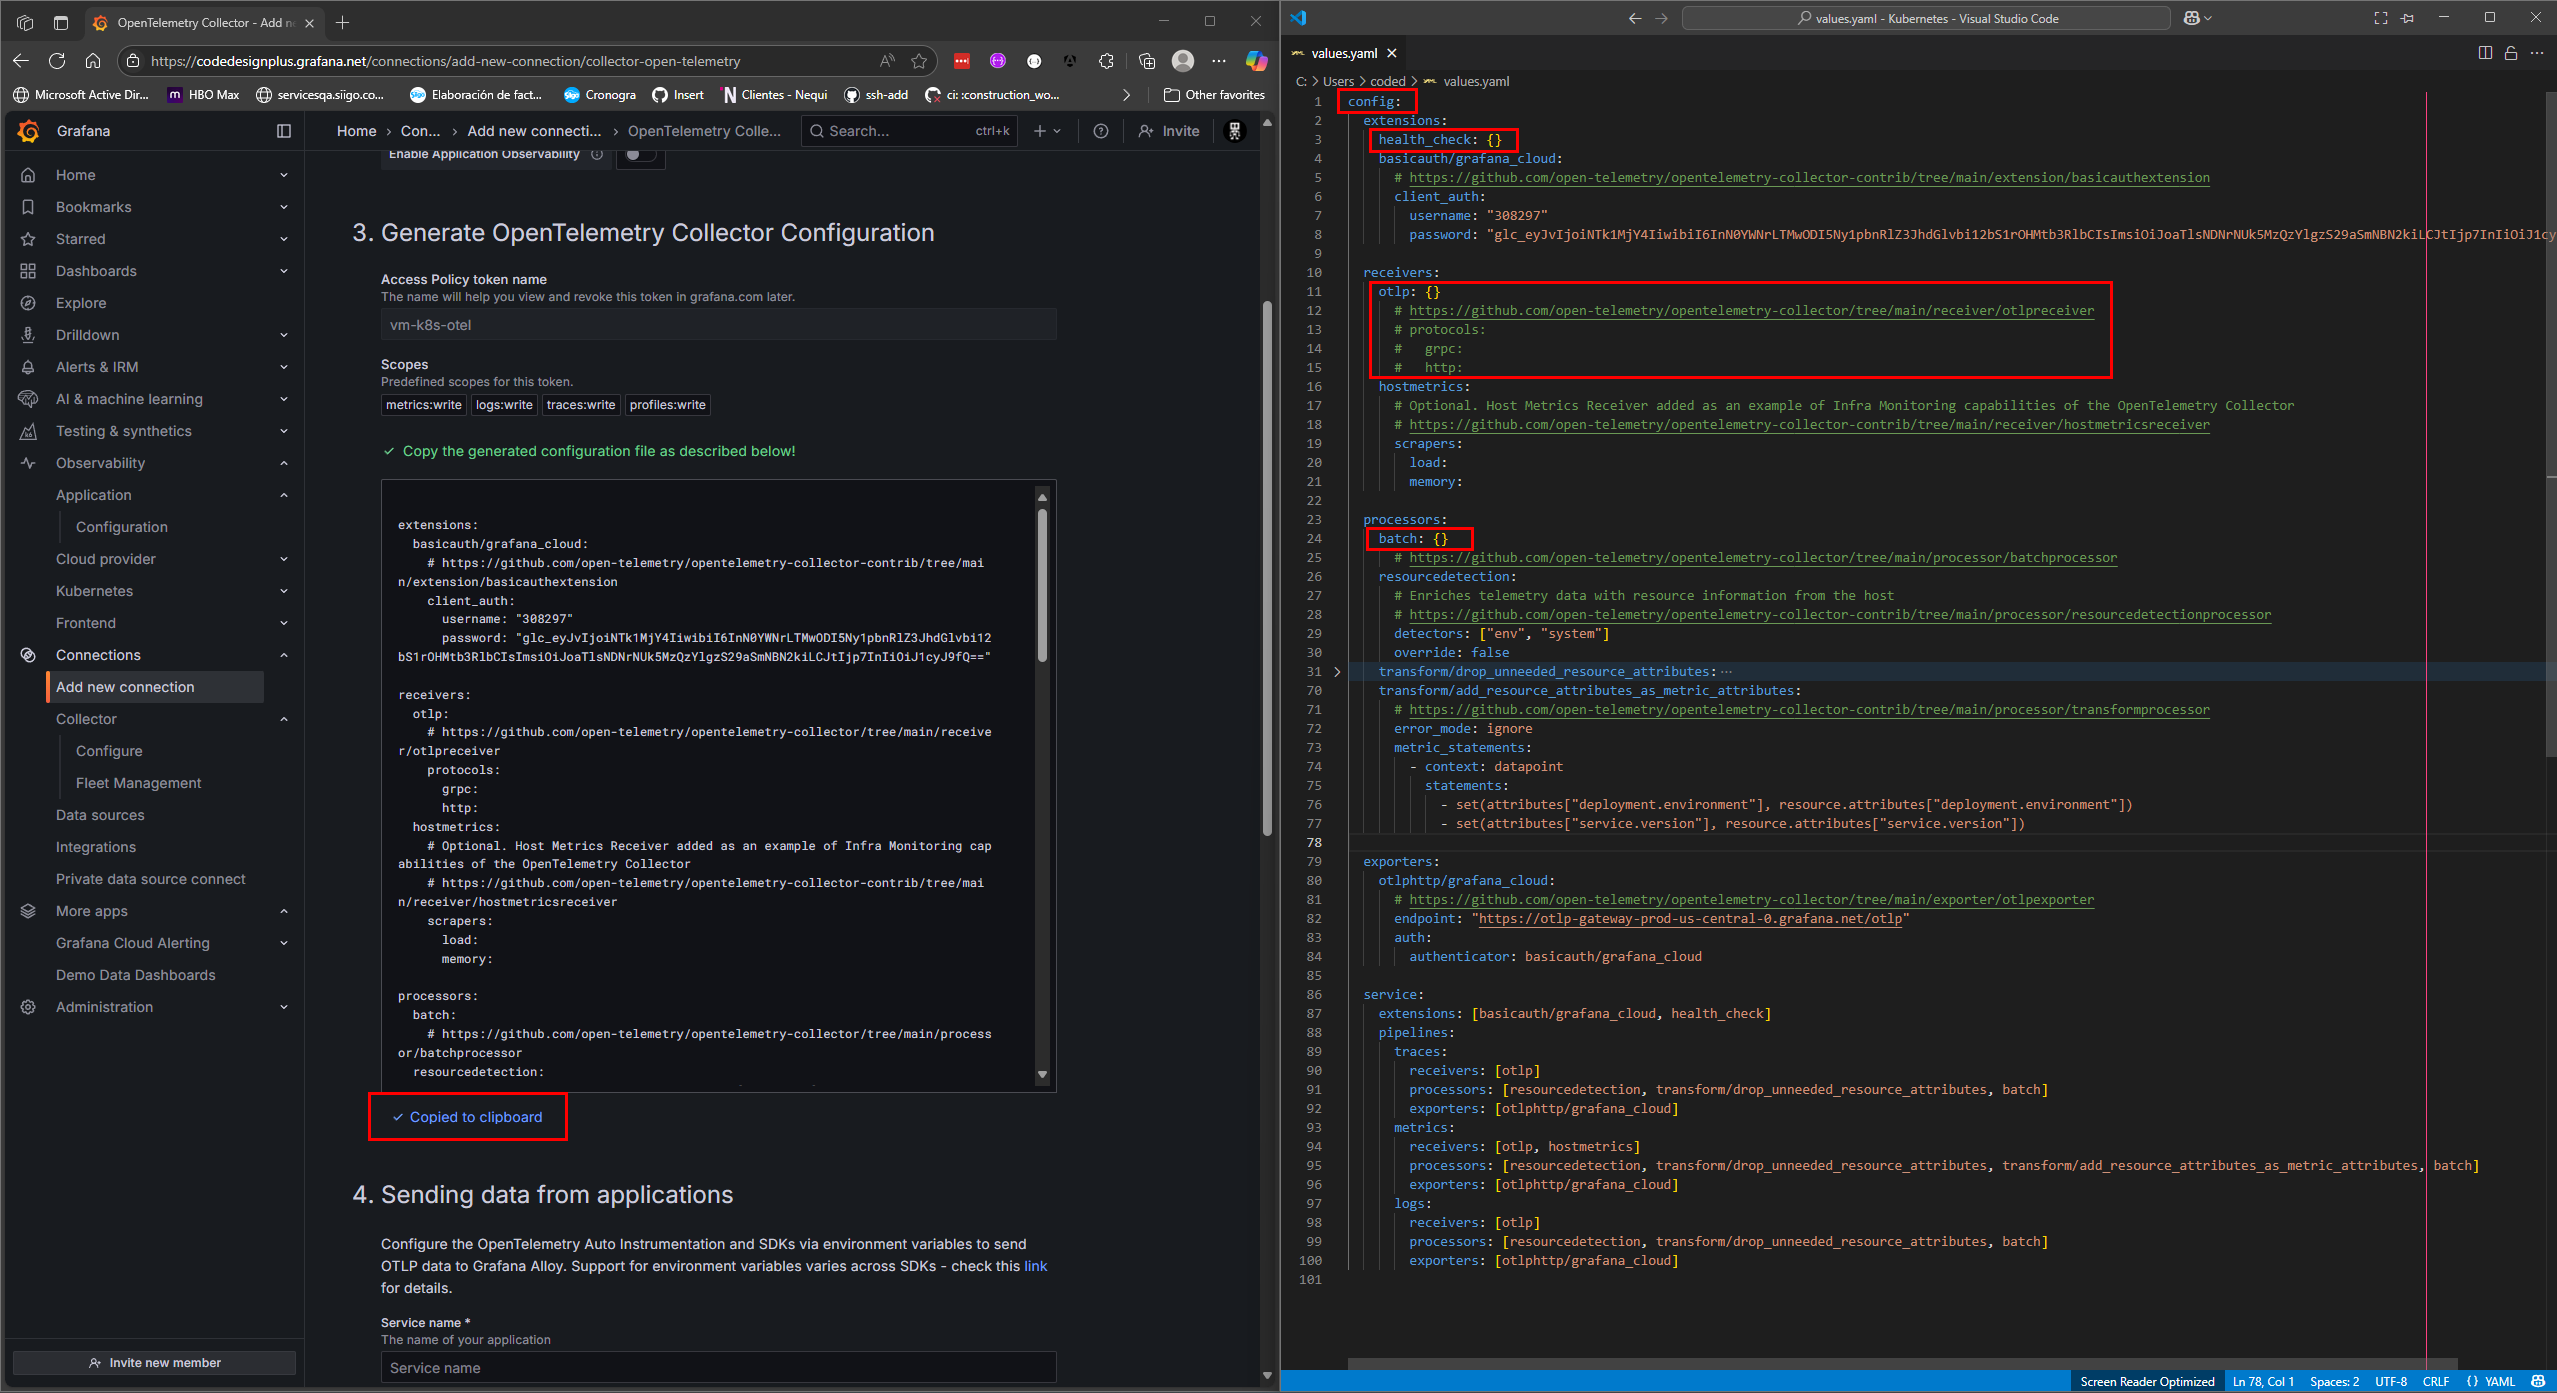 OpenTelemetry Collector - Add ne
https://codedesignplus.grafana.net/connections/add-new-connection/collector-open-telemetry
Microsoft Active Dir...
HBO Max
servicesqa.siigo.co...
Elaboración de fact...
Cronogra
Insert
Clientes - Nequi
ssh-add
ci: :construction_wo...
Other favorites
Grafana
Home › Con... › Add new connecti... › OpenTelemetry Colle...
Search...
ctrl+k
Invite
Home
Bookmarks
Starred
Dashboards
Explore
Drilldown
Alerts & IRM
AI & machine learning
Testing & synthetics
Observability
Application
Configuration
Cloud provider
Kubernetes
Frontend
Connections
Add new connection
Collector
Configure
Fleet Management
Data sources
Integrations
Private data source connect
More apps
Grafana Cloud Alerting
Demo Data Dashboards
Administration
Invite new member
Enable Application Observability
3. Generate OpenTelemetry Collector Configuration
Access Policy token name
The name will help you view and revoke this token in grafana.com later.
vm-k8s-otel
Scopes
Predefined scopes for this token.
metrics:write logs:write traces:write profiles:write
Copy the generated configuration file as described below!
extensions:
basicauth/grafana_cloud:
# https://github.com/open-telemetry/opentelemetry-collector-contrib/tree/mai
n/extension/basicauthextension
client_auth:
username: "308297"
password:
receivers:
otlp:
# https://github.com/open-telemetry/opentelemetry-collector/tree/main/receive
r/otlpreceiver
protocols:
grpc:
http:
hostmetrics:
# Optional. Host Metrics Receiver added as an example of Infra Monitoring cap
abilities of the OpenTelemetry Collector
# https://github.com/open-telemetry/opentelemetry-collector-contrib/tree/mai
n/receiver/hostmetricsreceiver
scrapers:
load:
memory:
processors:
batch:
# https://github.com/open-telemetry/opentelemetry-collector/tree/main/process
or/batchprocessor
resourcedetection:
Copied to clipboard
4. Sending data from applications
Configure the OpenTelemetry Auto Instrumentation and SDKs via environment variables to send
OTLP data to Grafana Alloy. Support for environment variables varies across SDKs - check this link
for details.
Service name *
The name of your application
Service name
values.yaml - Kubernetes - Visual Studio Code
values.yaml
C: > Users > coded > values.yaml
1 config:
2 extensions:
3 health_check: {}
4 basicauth/grafana_cloud:
5 # https://github.com/open-telemetry/opentelemetry-collector-contrib/tree/main/extension/basicauthextension
6 client_auth:
7 username: "308297"
8 password:
9
10 receivers:
11 otlp: {}
12 # https://github.com/open-telemetry/opentelemetry-collector/tree/main/receiver/otlpreceiver
13 # protocols:
14 # grpc:
15 # http:
16 hostmetrics:
17 # Optional. Host Metrics Receiver added as an example of Infra Monitoring capabilities of the OpenTelemetry Collector
18 # https://github.com/open-telemetry/opentelemetry-collector-contrib/tree/main/receiver/hostmetricsreceiver
19 scrapers:
20 load:
21 memory:
22
23 processors:
24 batch: {}
25 # https://github.com/open-telemetry/opentelemetry-collector/tree/main/processor/batchprocessor
26 resourcedetection:
27 # Enriches telemetry data with resource information from the host
28 # https://github.com/open-telemetry/opentelemetry-collector-contrib/tree/main/processor/resourcedetectionprocessor
29 detectors: ["env", "system"]
30 override: false
31 transform/drop_unneeded_resource_attributes:···
70 transform/add_resource_attributes_as_metric_attributes:
71 # https://github.com/open-telemetry/opentelemetry-collector-contrib/tree/main/processor/transformprocessor
72 error_mode: ignore
73 metric_statements:
74 - context: datapoint
75 statements:
76 - set(attributes["deployment.environment"], resource.attributes["deployment.environment"])
77 - set(attributes["service.version"], resource.attributes["service.version"])
78
79 exporters:
80 otlphttp/grafana_cloud:
81 # https://github.com/open-telemetry/opentelemetry-collector/tree/main/exporter/otlpexporter
82 endpoint: "https://otlp-gateway-prod-us-central-0.grafana.net/otlp"
83 auth:
84 authenticator: basicauth/grafana_cloud
85
86 service:
87 extensions: [basicauth/grafana_cloud, health_check]
88 pipelines:
89 traces:
90 receivers: [otlp]
91 processors: [resourcedetection, transform/drop_unneeded_resource_attributes, batch]
92 exporters: [otlphttp/grafana_cloud]
93 metrics:
94 receivers: [otlp, hostmetrics]
95 processors: [resourcedetection, transform/drop_unneeded_resource_attributes, transform/add_resource_attributes_as_metric_attributes, batch]
96 exporters: [otlphttp/grafana_cloud]
97 logs:
98 receivers: [otlp]
99 processors: [resourcedetection, transform/drop_unneeded_resource_attributes, batch]
100 exporters: [otlphttp/grafana_cloud]
101
Screen Reader Optimized Ln 78, Col 1 Spaces: 2 UTF-8 CRLF {} YAML